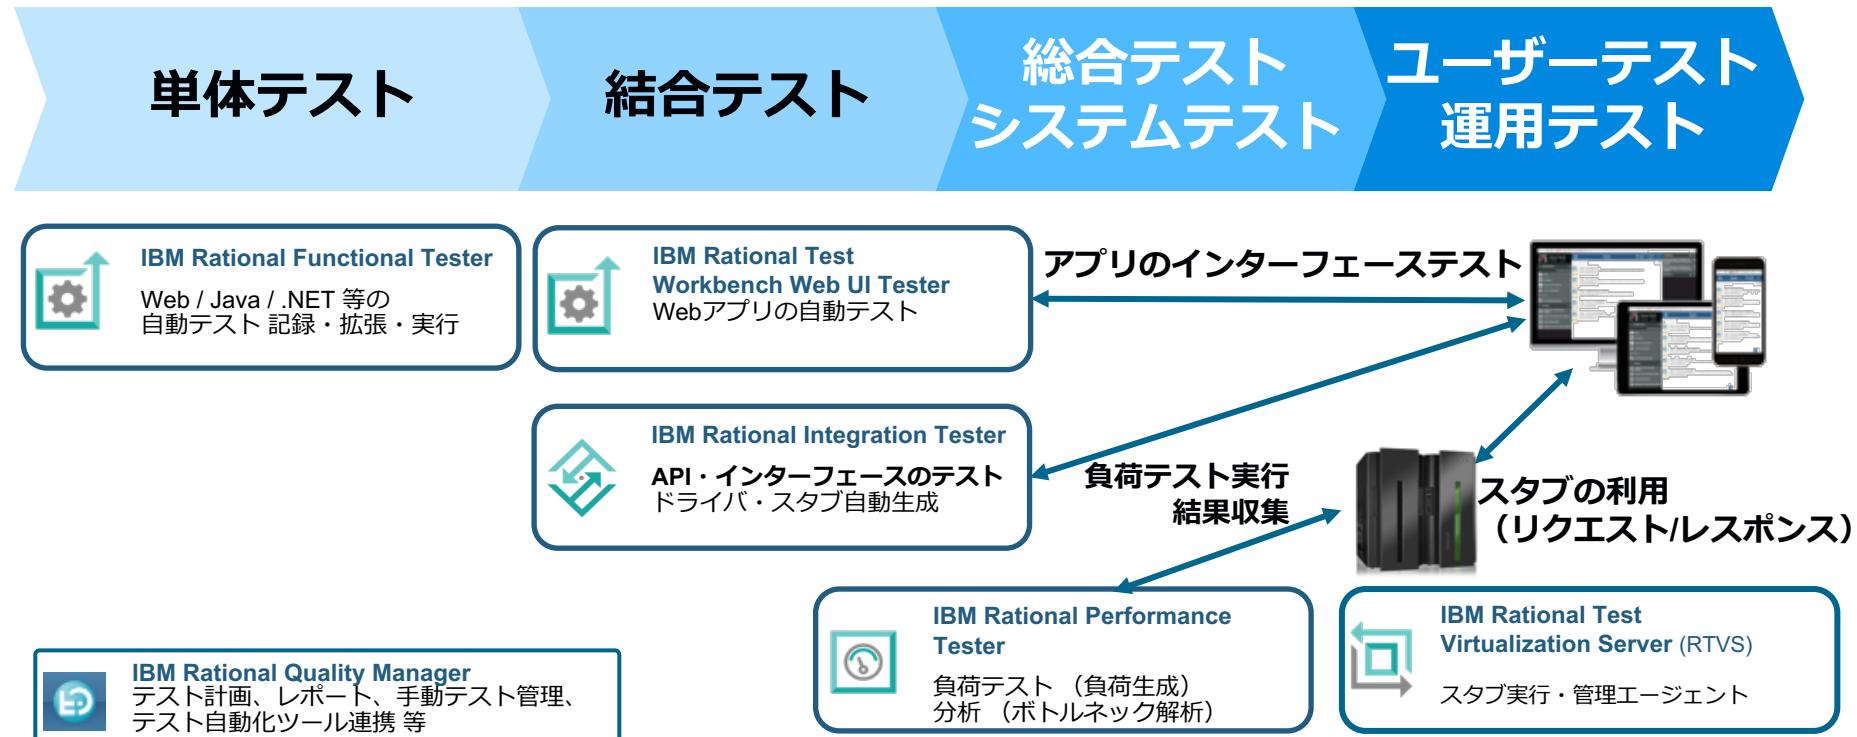 単体テスト
結合テスト
総合テスト
システムテスト
ユーザーテスト
運用テスト
IBM Rational Functional Tester
Web / Java / .NET 等の
自動テスト 記録・拡張・実行
IBM Rational Test
Workbench Web UI Tester
Webアプリの自動テスト
アプリのインターフェーステスト
IBM Rational Integration Tester
API・インターフェースのテスト
ドライバ・スタブ自動生成
負荷テスト実行
結果収集
スタブの利用
（リクエスト/レスポンス）
IBM Rational Performance
Tester
負荷テスト （負荷生成）
分析 （ボトルネック解析）
IBM Rational Test
Virtualization Server (RTVS)
スタブ実行・管理エージェント
IBM Rational Quality Manager
テスト計画、レポート、手動テスト管理、
テスト自動化ツール連携 等